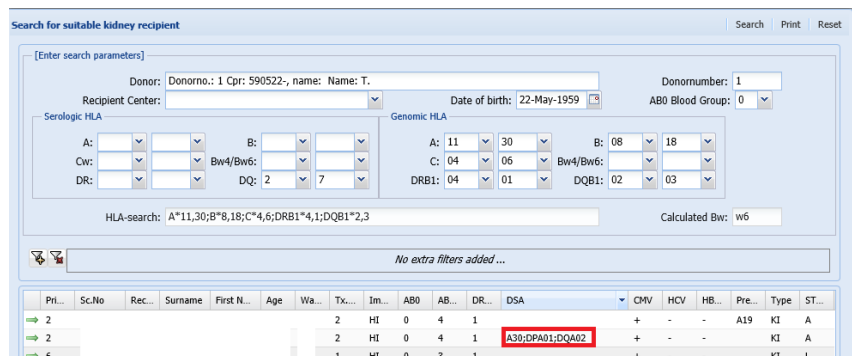 Search for suitable kidney recipient Search Print Reset
[Enter search parameters]
Donor: Donorno.: 1 Cpr: 590522-, name: Name: T. Donornumber: 1
Recipient Center: Date of birth: 22-May-1959 AB0 Blood Group: 0
Serologic HLA Genomic HLA
A: B: A: 11 30 B: 08 18
Cw: Bw4/Bw6: C: 04 06 Bw4/Bw6:
DR: DQ: 2 7 DRB1: 04 01 DQB1: 02 03
HLA-search: A*11,30;B*8,18;C*4,6;DRB1*4,1;DQB1*2,3 Calculated Bw: w6
No extra filters added ...
Pri... Sc.No Rec... Surname First N... Age Wa... Tx.... Im... AB0 AB... DR... DSA CMV HCV HB... Pre... Type ST...
2 2 HI 0 4 1 + - - A19 KI A
2 2 HI 0 4 1 A30;DPA01;DQA02 + - - KI A